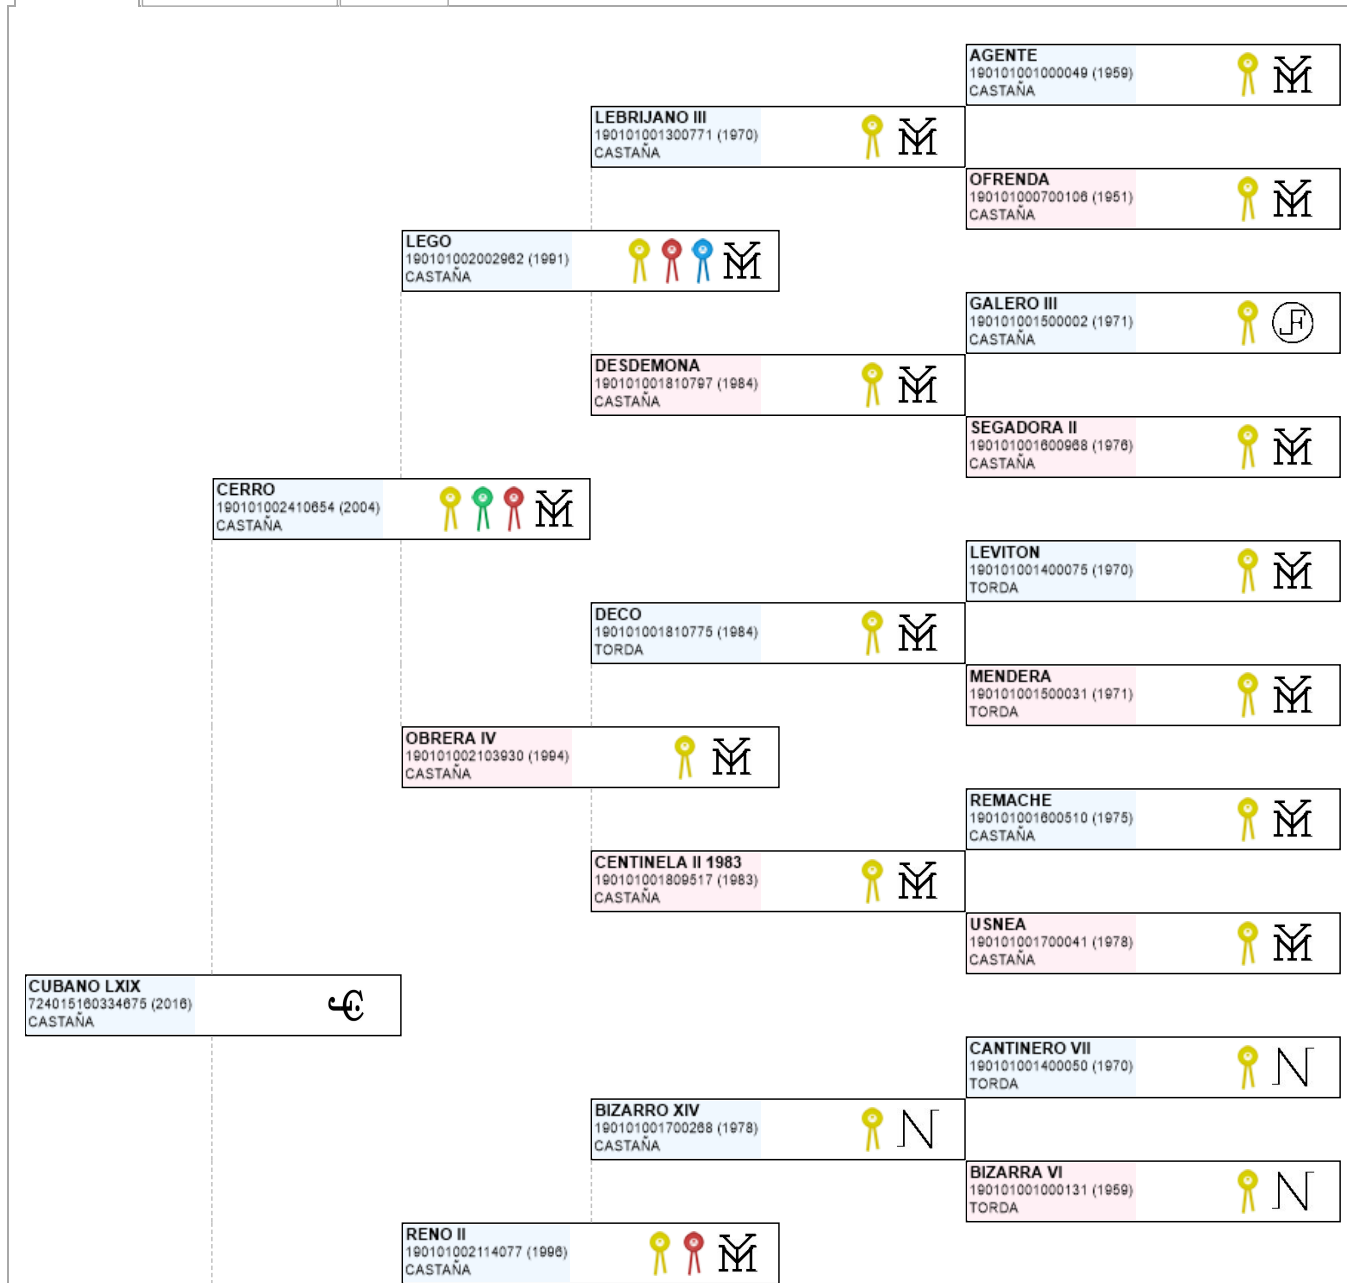 AGENTE
190101001000049 (1959)
CASTAÑA
LEBRIJANO III
190101001300771 (1970)
CASTAÑA
OFRENDA
190101000700106 (1951)
CASTAÑA
LEGO
190101002002962 (1991)
CASTAÑA
GALERO III
190101001500002 (1971)
CASTAÑA
DESDEMONA
190101001810797 (1984)
CASTAÑA
SEGADORA II
190101001600968 (1976)
CASTAÑA
CERRO
190101002410654 (2004)
CASTAÑA
LEVITON
190101001400075 (1970)
TORDA
DECO
190101001810775 (1984)
TORDA
MENDERA
190101001500031 (1971)
TORDA
OBRERA IV
190101002103930 (1994)
CASTAÑA
REMACHE
190101001600510 (1975)
CASTAÑA
CENTINELA II 1983
190101001809517 (1983)
CASTAÑA
USNEA
190101001700041 (1978)
CASTAÑA
CUBANO LXIX
724015160334675 (2016)
CASTAÑA
CANTINERO VII
190101001400050 (1970)
TORDA
BIZARRO XIV
190101001700268 (1978)
CASTAÑA
BIZARRA VI
190101001000131 (1959)
TORDA
RENO II
190101002114077 (1996)
CASTAÑA